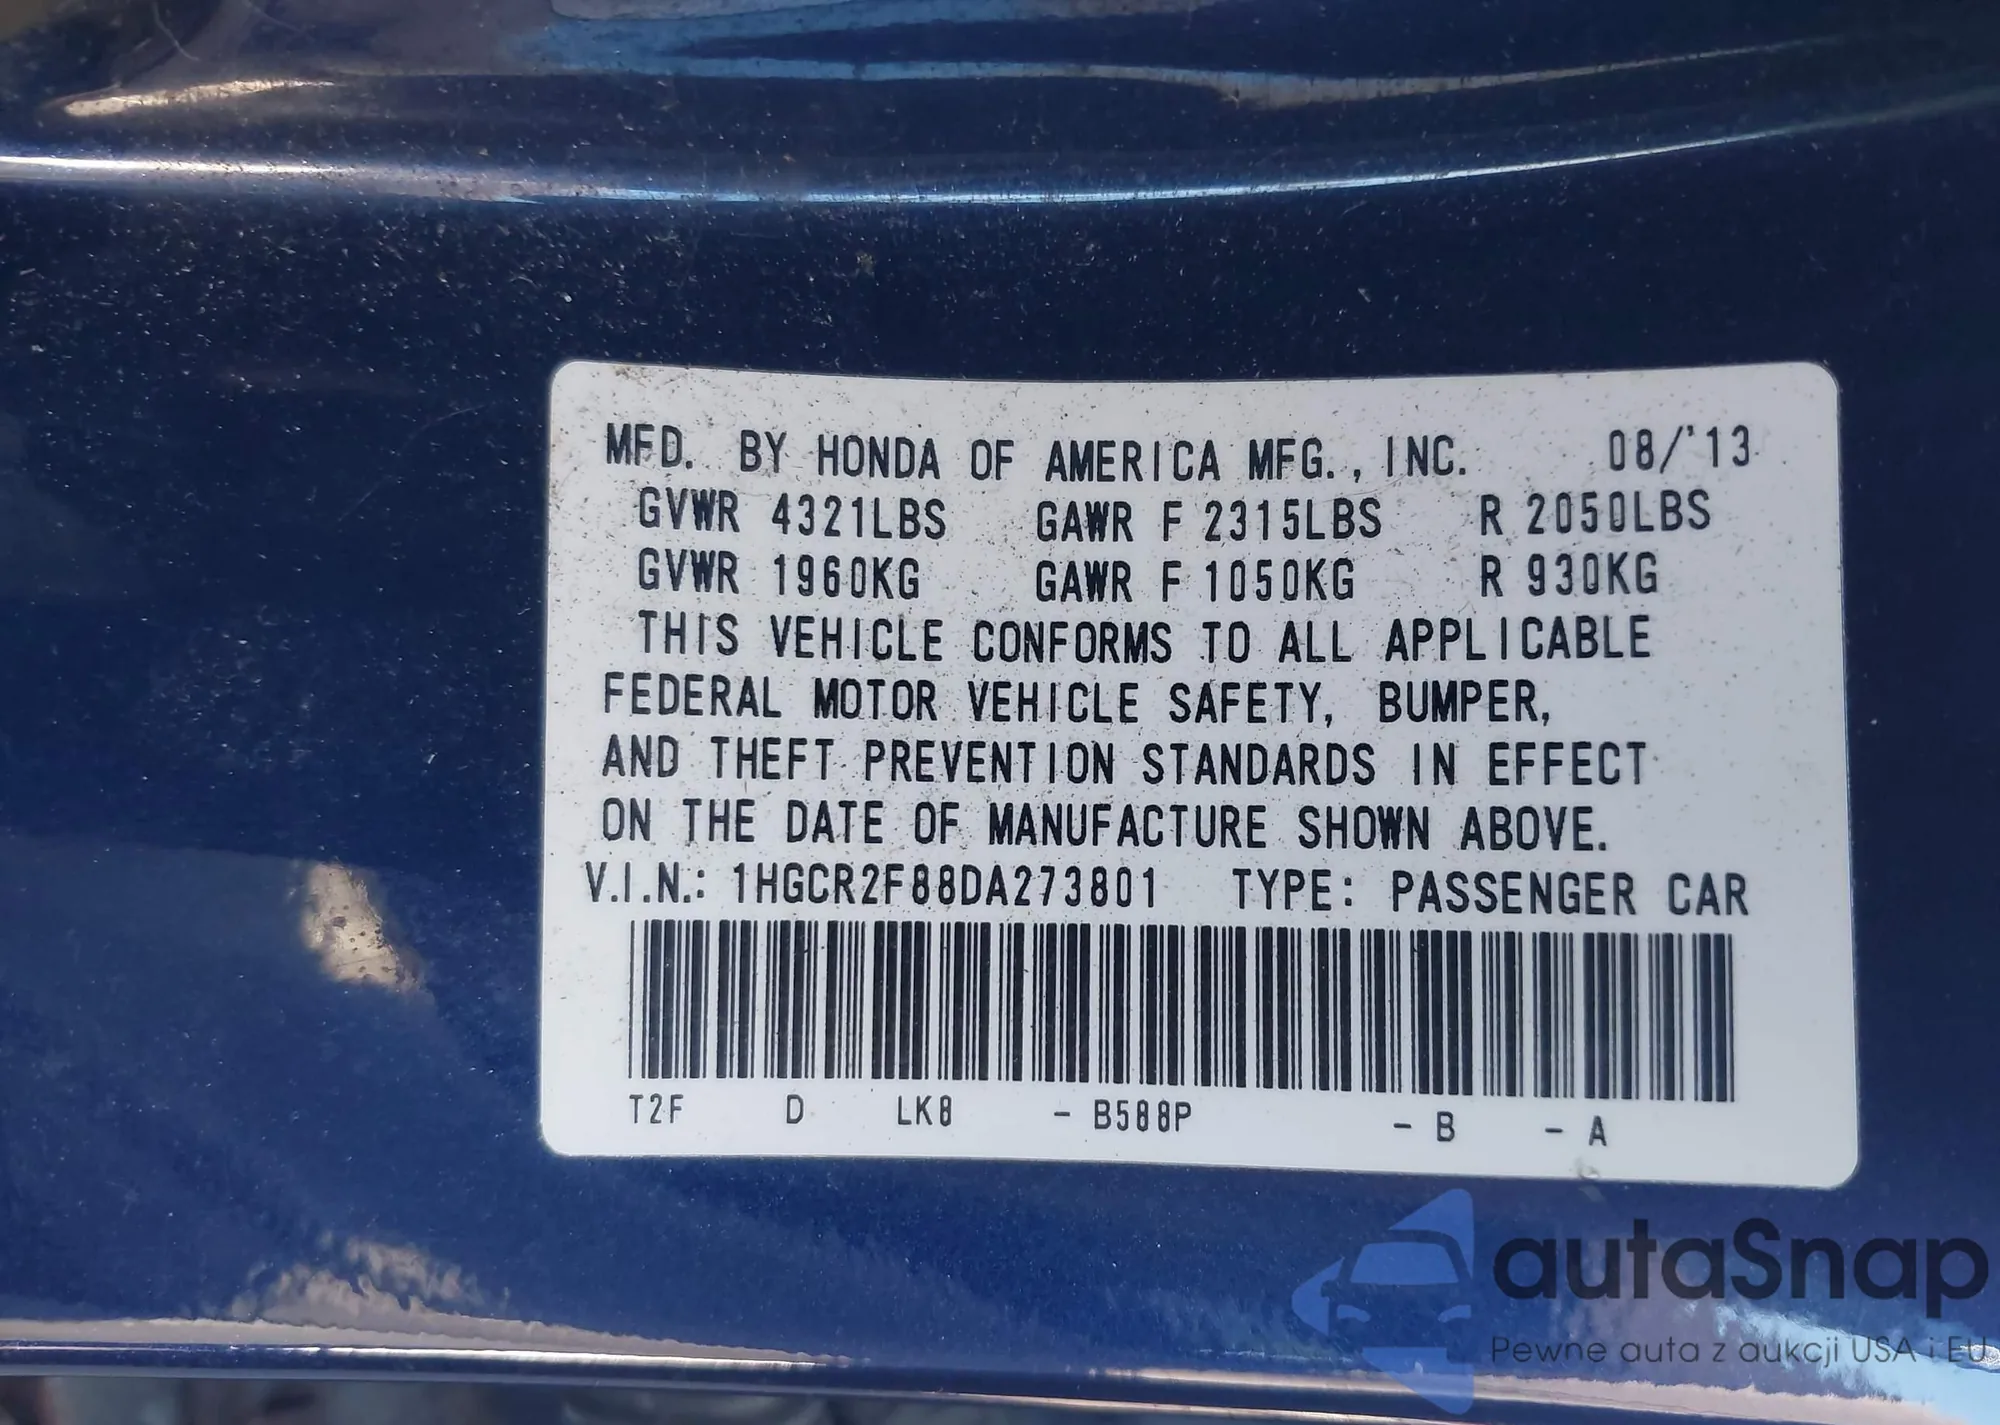 MFD. BY HONDA OF AMERICA MFG., INC. 08/'13
GVWR 4321LBS GAWR F 2315LBS R 2050LBS
GVWR 1960KG GAWR F 1050KG R 930KG
THIS VEHICLE CONFORMS TO ALL APPLICABLE
FEDERAL MOTOR VEHICLE SAFETY, BUMPER,
AND THEFT PREVENTION STANDARDS IN EFFECT
ON THE DATE OF MANUFACTURE SHOWN ABOVE.
V.I.N.: 1HGCR2F88DA273801 TYPE: PASSENGER CAR
T2F D LK8 - B588P - B - A
autaSnap
Pewne auta z aukcji USA i EU